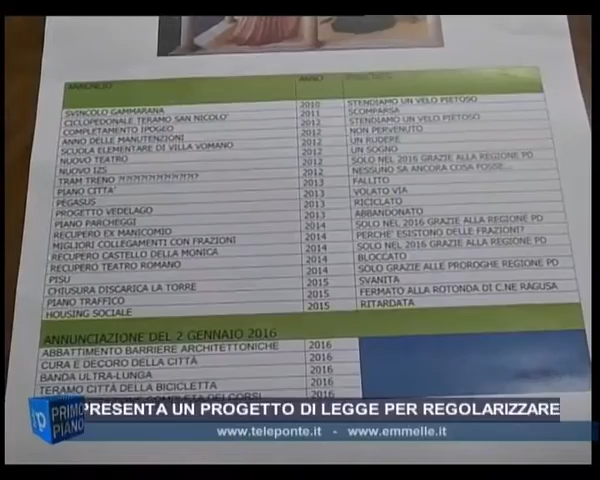 ANNUNCIO ANNO
SVINCOLO GAMMARANA 2010 STENDIAMO UN VELO PIETOSO
CICLOPEDONALE TERAMO SAN NICOLO' 2011 SCOMPARSA
COMPLETAMENTO IPOGEO 2012 STENDIAMO UN VELO PIETOSO
ANNO DELLE MANUTENZIONI 2012 NON PERVENUTO
SCUOLA ELEMENTARE DI VILLA VOMANO 2012 UN RUDERE
NUOVO TEATRO 2012 UN SOGNO
NUOVO IZS 2012 SOLO NEL 2016 GRAZIE ALLA REGIONE PD
TRAM TRENO ?!?!?!?!?!?!?!?!?!? 2012 NESSUNO SA ANCORA COSA FOSSE...
PIANO CITTA' 2013 FALLITO
PEGASUS 2013 VOLATO VIA
PROGETTO VEDELAGO 2013 RICICLATO
PIANO PARCHEGGI 2013 ABBANDONATO
RECUPERO EX MANICOMIO 2014 SOLO NEL 2016 GRAZIE ALLA REGIONE PD
MIGLIORI COLLEGAMENTI CON FRAZIONI 2014 PERCHE' ESISTONO DELLE FRAZIONI?
RECUPERO CASTELLO DELLA MONICA 2014 SOLO NEL 2016 GRAZIE ALLA REGIONE PD
RECUPERO TEATRO ROMANO 2014 BLOCCATO
PISU 2014 SOLO GRAZIE ALLE PROROGHE REGIONE PD
CHIUSURA DISCARICA LA TORRE 2015 SVANITA
PIANO TRAFFICO 2015 FERMATO ALLA ROTONDA DI C.NE RAGUSA
HOUSING SOCIALE 2015 RITARDATA
ANNUNCIAZIONE DEL 2 GENNAIO 2016
ABBATTIMENTO BARRIERE ARCHITETTONICHE 2016
CURA E DECORO DELLA CITTÀ 2016
BANDA ULTRA-LUNGA 2016
TERAMO CITTÀ DELLA BICICLETTA 2016
COMPLETA DEI CORSI 2016
PRIMO PIANO
PRESENTA UN PROGETTO DI LEGGE PER REGOLARIZZARE
www.teleponte.it - www.emmelle.it